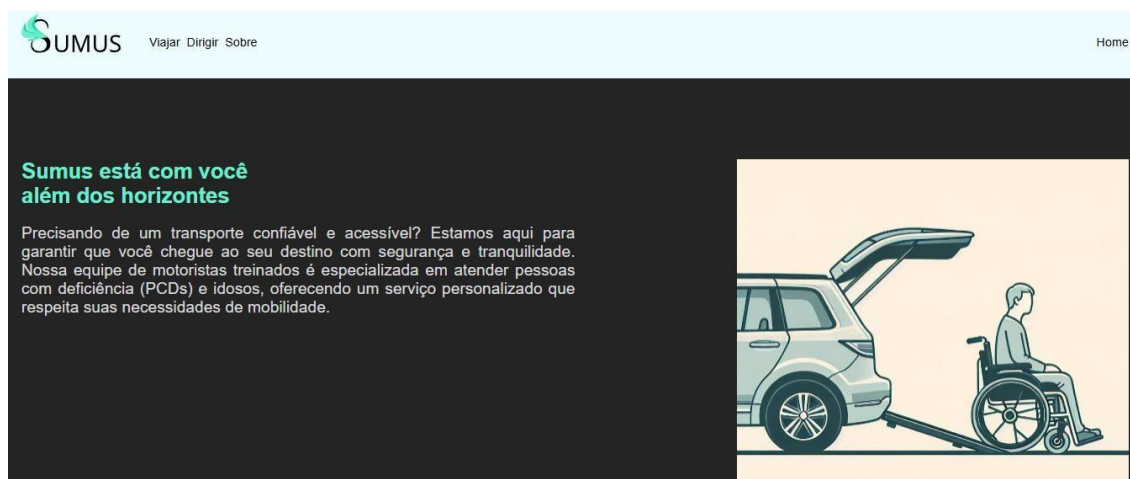 SUMUS
Viajar Dirigir Sobre
Home
Sumus está com você
além dos horizontes
Precisando de um transporte confiável e acessível? Estamos aqui para
garantir que você chegue ao seu destino com segurança e tranquilidade.
Nossa equipe de motoristas treinados é especializada em atender pessoas
com deficiência (PCDs) e idosos, oferecendo um serviço personalizado que
respeita suas necessidades de mobilidade.